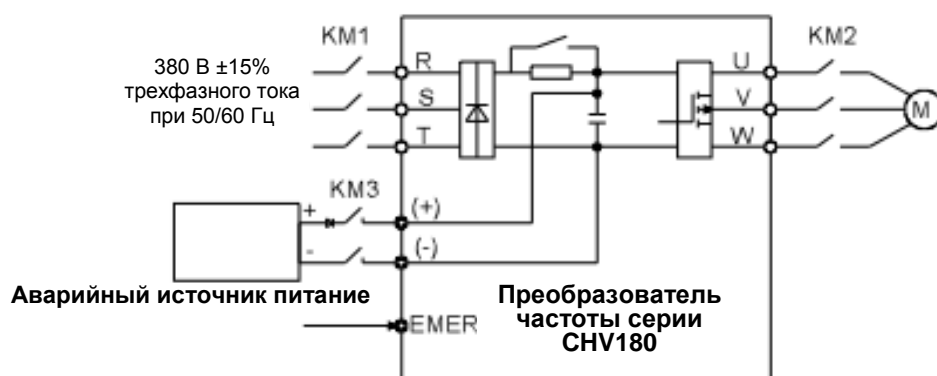 KM1
KM2
380 В ±15%
трехфазного тока
при 50/60 Гц
R
S
T
U
V
W
M
KM3
+
-
(+)
(-)
Аварийный источник питание
EMER
Преобразователь
частоты серии
CHV180